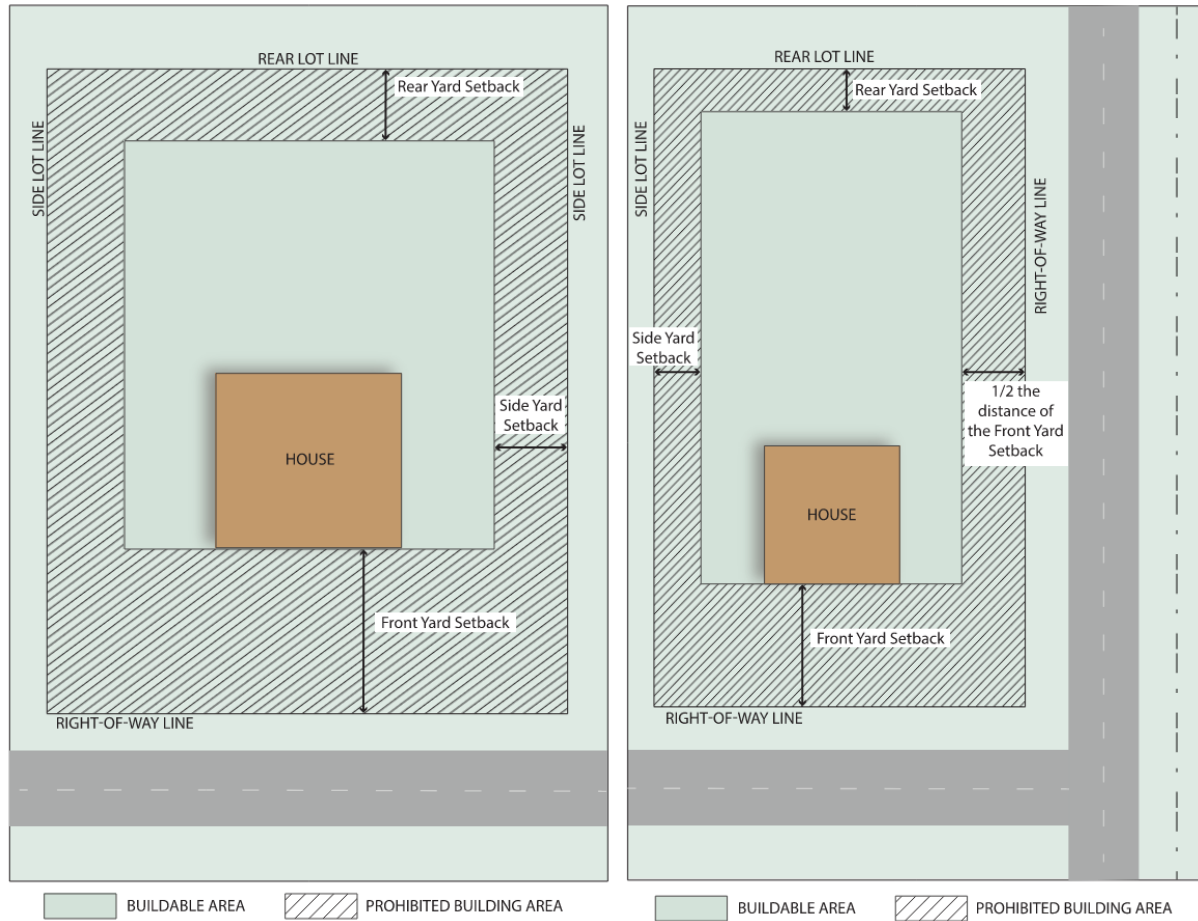 REAR LOT LINE
Rear Yard Setback
SIDE LOT LINE
SIDE LOT LINE
Side Yard
Setback
HOUSE
Front Yard Setback
RIGHT-OF-WAY LINE
BUILDABLE AREA
PROHIBITED BUILDING AREA
REAR LOT LINE
Rear Yard Setback
SIDE LOT LINE
RIGHT-OF-WAY LINE
Side Yard
Setback
1/2 the
distance of
the Front Yard
Setback
HOUSE
Front Yard Setback
RIGHT-OF-WAY LINE
BUILDABLE AREA
PROHIBITED BUILDING AREA